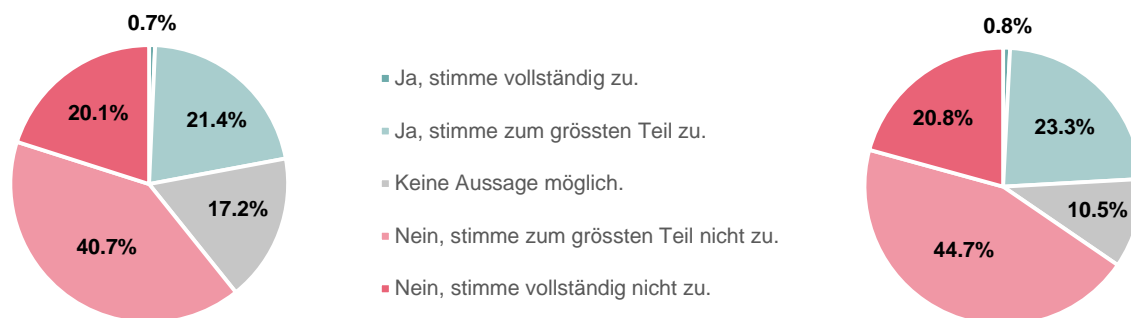 0.7%
20.1%
21.4%
17.2%
40.7%
Ja, stimme vollständig zu.
Ja, stimme zum grössten Teil zu.
Keine Aussage möglich.
Nein, stimme zum grössten Teil nicht zu.
Nein, stimme vollständig nicht zu.
0.8%
20.8%
23.3%
10.5%
44.7%